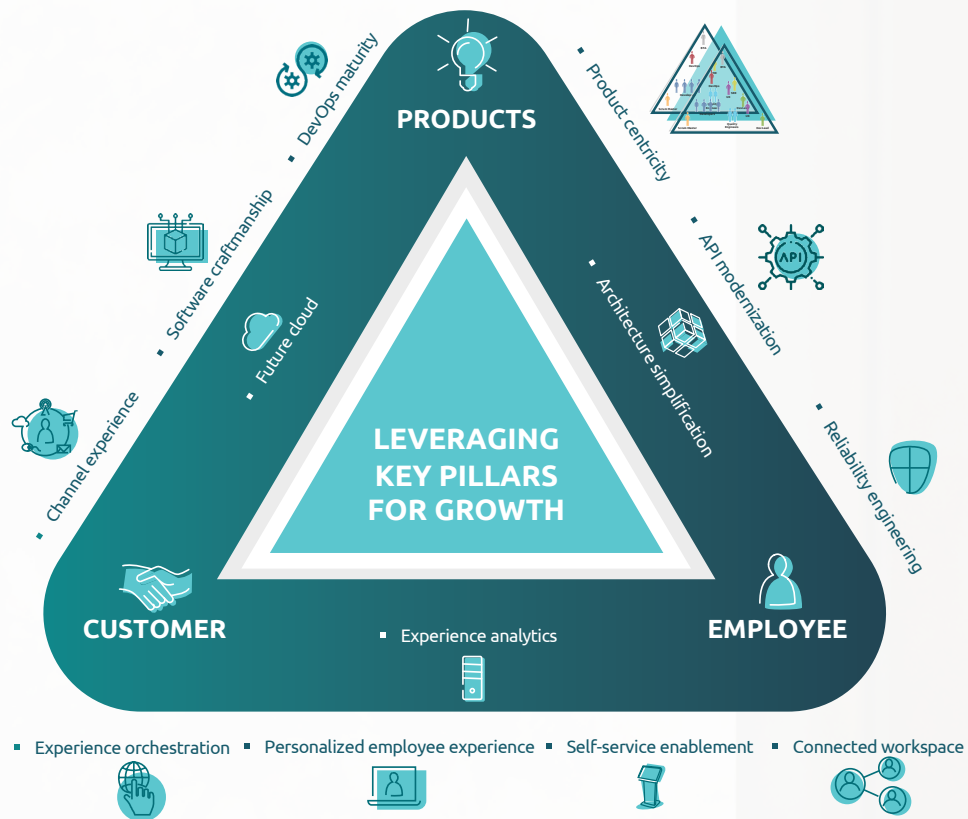 PRODUCTS
DevOps maturity
Software craftmanship
Channel experience
Future cloud
Product centricity
API modernization
API
Reliability engineering
Architecture simplification
LEVERAGING
KEY PILLARS
FOR GROWTH
CUSTOMER
EMPLOYEE
Experience analytics
Experience orchestration
Personalized employee experience
Self-service enablement
Connected workspace